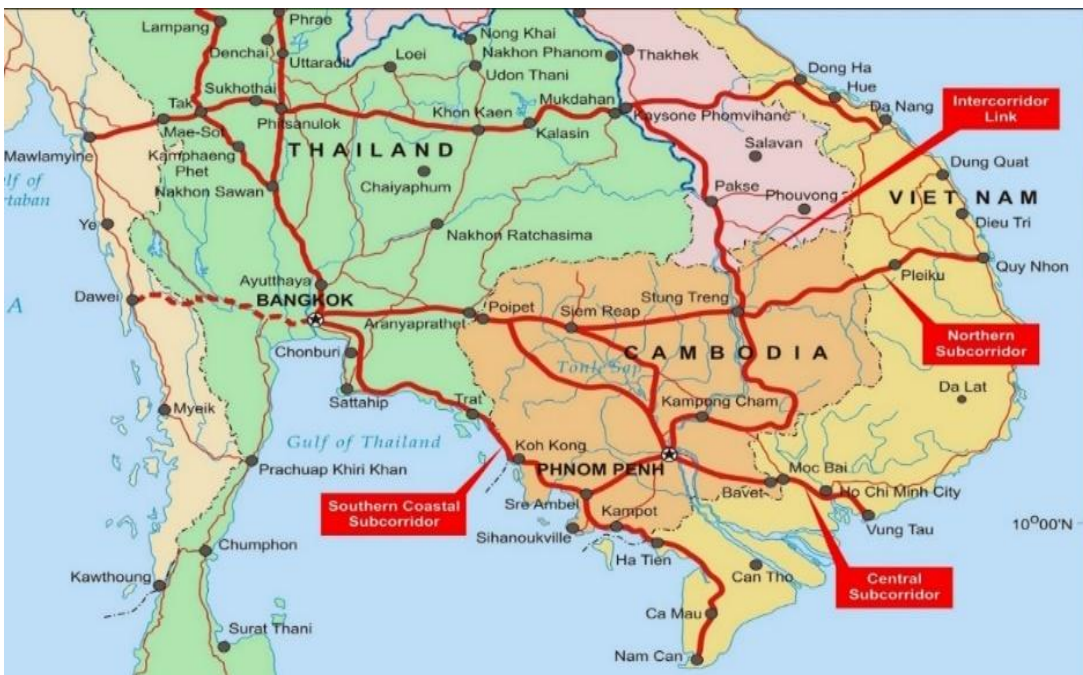 Lampang
Phrae
Denchai
Uttaradit
Loei
Nong Khai
Nakhon Phanom
Udon Thani
Thakhek
Dong Ha
Hue
Da Nang
Intercorridor
Link
Sukhothai
Tak
Mae-Sot
Phitsanulok
Khon Kaen
Mukdahan
Kaysone Phomvihane
Kalasin
Mawlamyine
Kamphaeng
Phet
THAILAND
Salavan
Dung Quat
Chaiyaphum
Nakhon Sawan
Pakse
Phouvong
VIET NAM
Dieu Tri
Ye
Nakhon Ratchasima
Quy Nhon
Pleiku
Ayutthaya
Dawei
BANGKOK
Aranyaprathet
Poipet
Siem Reap
Stung Treng
Northern
Subcorridor
A
Chonburi
CAMBODIA
Tonle Sap
Sattahip
Kampong Cham
Da Lat
Myeik
Trat
Gulf of Thailand
Prachuap Khiri Khan
Koh Kong
PHNOM PENH
Moc Bai
Bavet
Ho Chi Minh City
Southern Coastal
Subcorridor
Sre Ambel
Kampot
Vung Tau
Sihanoukville
10°00'N
Chumphon
Ha Tien
Can Tho
Central
Subcorridor
Kawthoung
Ca Mau
Surat Thani
Nam Can